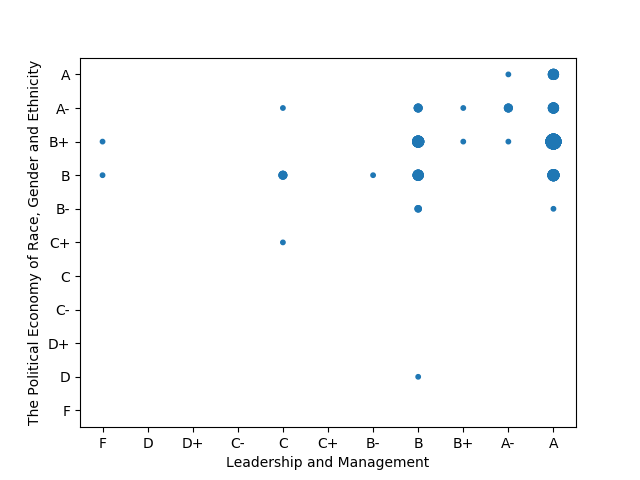 The Political Economy of Race, Gender and Ethnicity
A
A-
B+
B
B-
C+
C
C-
D+
D
F
F D D+ C- C C+ B- B B+ A- A
Leadership and Management